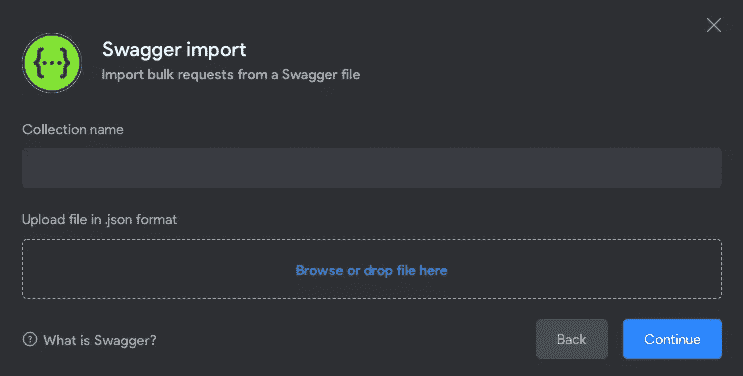 Swagger import
Import bulk requests from a Swagger file
Collection name
Upload file in .json format
Browse or drop file here
What is Swagger?
Back
Continue